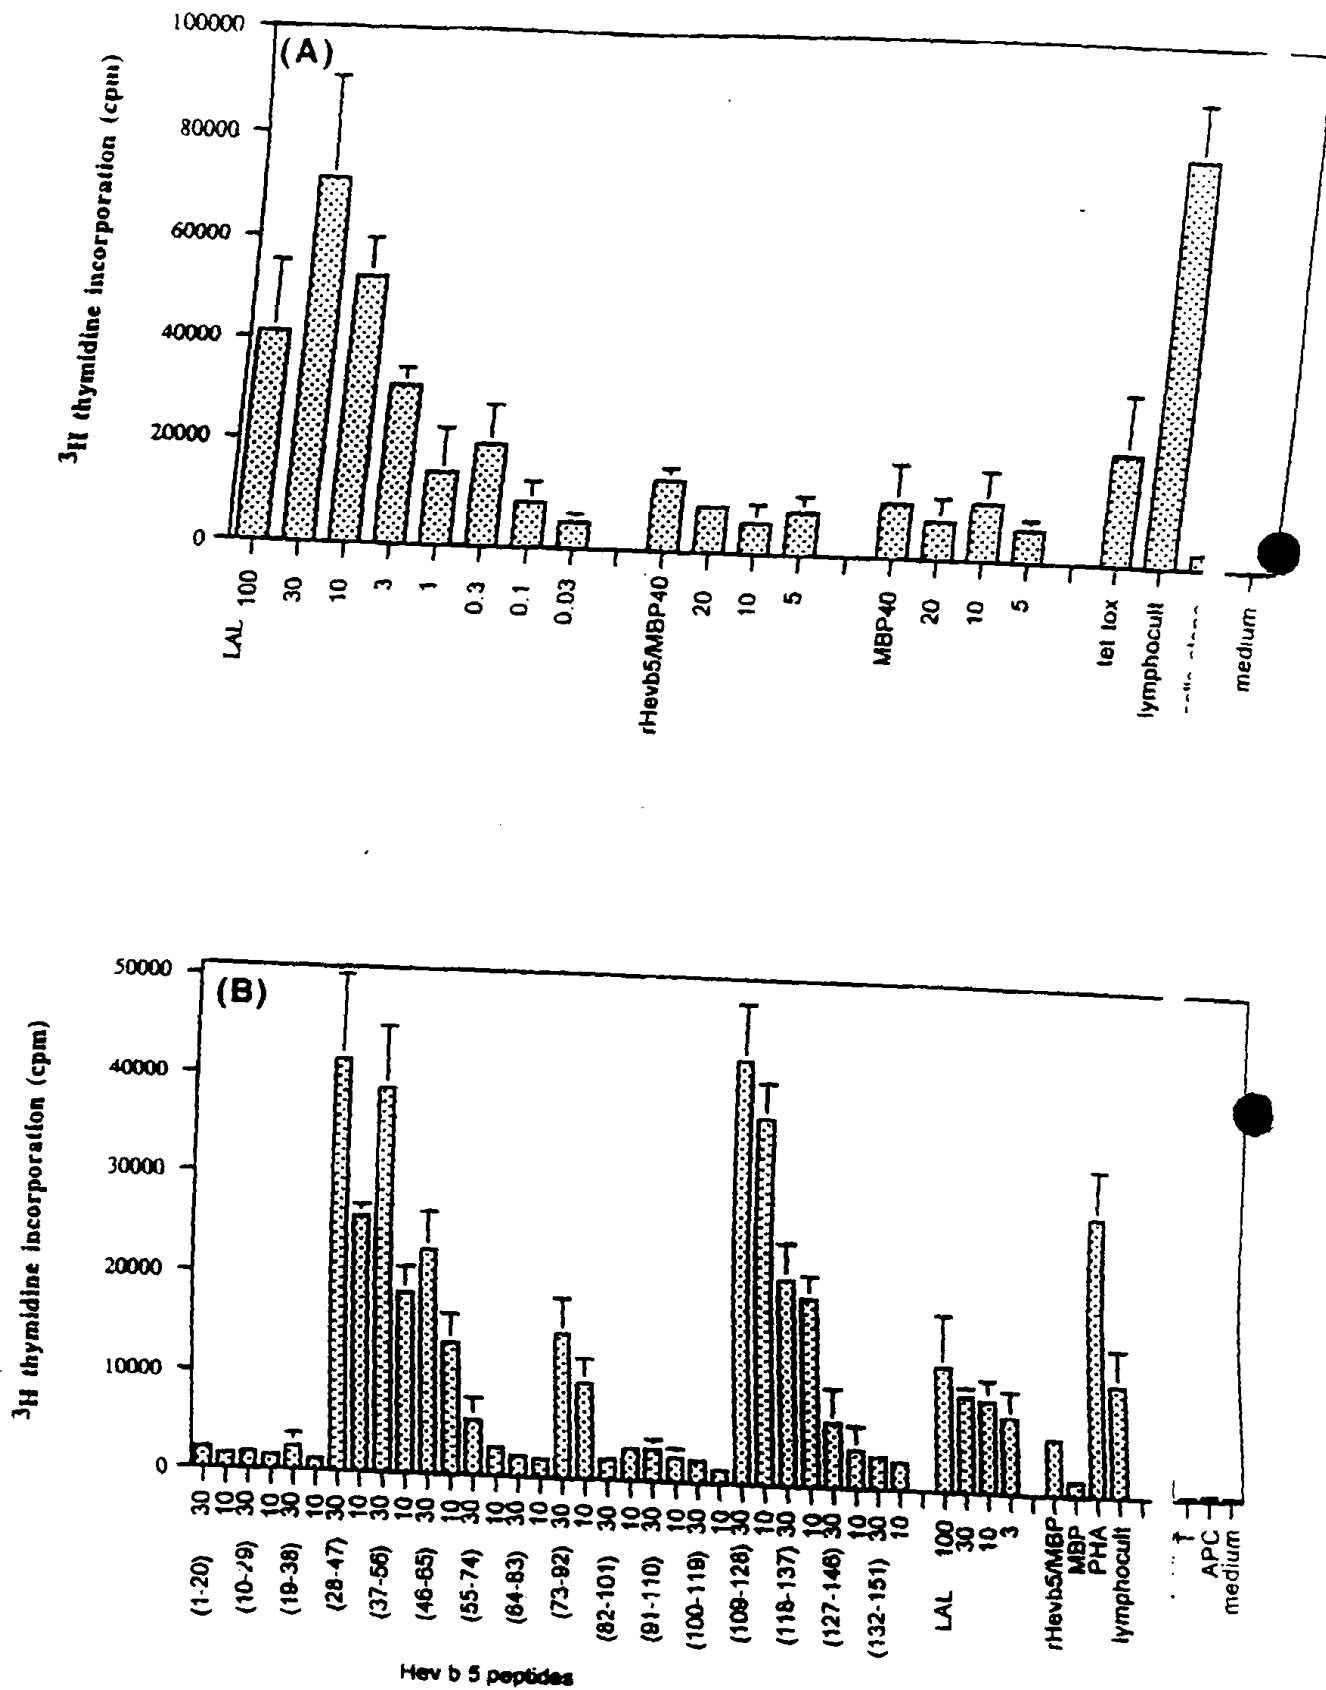 (A)
100000
80000
60000
40000
20000
0
³H thymidine incorporation (cpm)
LAL 100
30
10
3
1
0.3
0.1
0.03
rHevb5/MBP40
20
10
5
MBP40
20
10
5
tet tox
lymphocult
medium
(B)
50000
40000
30000
20000
10000
0
³H thymidine incorporation (cpm)
30 10 30 10 30 10 30 10 30 10 30 10 30 10 30 10 30 10 30 10 30 10 30 10 30 10 30 10 30 10 30 10
(1-20)
(10-29)
(19-38)
(28-47)
(37-56)
(46-65)
(55-74)
(64-83)
(73-92)
(82-101)
(91-110)
(100-119)
(109-128)
(118-137)
(127-146)
(132-151)
LAL
100
30
10
3
rHevb5/MBP
MBP
PHA
lymphocult
T
APC
medium
Hev b 5 peptides